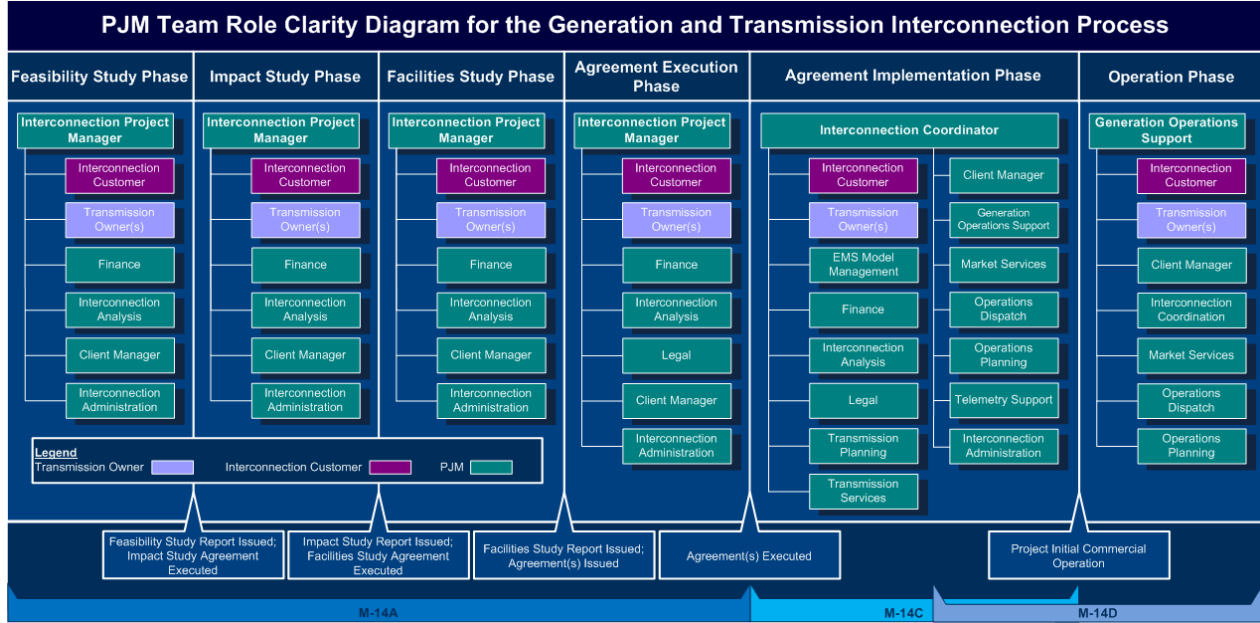 PJM Team Role Clarity Diagram for the Generation and Transmission Interconnection Process
Feasibility Study Phase
Impact Study Phase
Facilities Study Phase
Agreement Execution
Phase
Agreement Implementation Phase
Operation Phase
Interconnection Project
Manager
Interconnection
Customer
Transmission
Owner(s)
Finance
Interconnection
Analysis
Client Manager
Interconnection
Administration
Interconnection Project
Manager
Interconnection
Customer
Transmission
Owner(s)
Finance
Interconnection
Analysis
Client Manager
Interconnection
Administration
Interconnection Project
Manager
Interconnection
Customer
Transmission
Owner(s)
Finance
Interconnection
Analysis
Client Manager
Interconnection
Administration
Interconnection Project
Manager
Interconnection
Customer
Transmission
Owner(s)
Finance
Interconnection
Analysis
Legal
Client Manager
Interconnection
Administration
Interconnection Coordinator
Interconnection
Customer
Transmission
Owner(s)
EMS Model
Management
Finance
Interconnection
Analysis
Legal
Transmission
Planning
Transmission
Services
Client Manager
Generation
Operations Support
Market Services
Operations
Dispatch
Operations
Planning
Telemetry Support
Interconnection
Administration
Generation Operations
Support
Interconnection
Customer
Transmission
Owner(s)
Client Manager
Interconnection
Coordination
Market Services
Operations
Dispatch
Operations
Planning
Legend
Transmission Owner
Interconnection Customer
PJM
Feasibility Study Report Issued;
Impact Study Agreement
Executed
Impact Study Report Issued;
Facilities Study Agreement
Executed
Facilities Study Report Issued;
Agreement(s) Issued
Agreement(s) Executed
Project Initial Commercial
Operation
M-14A
M-14C
M-14D